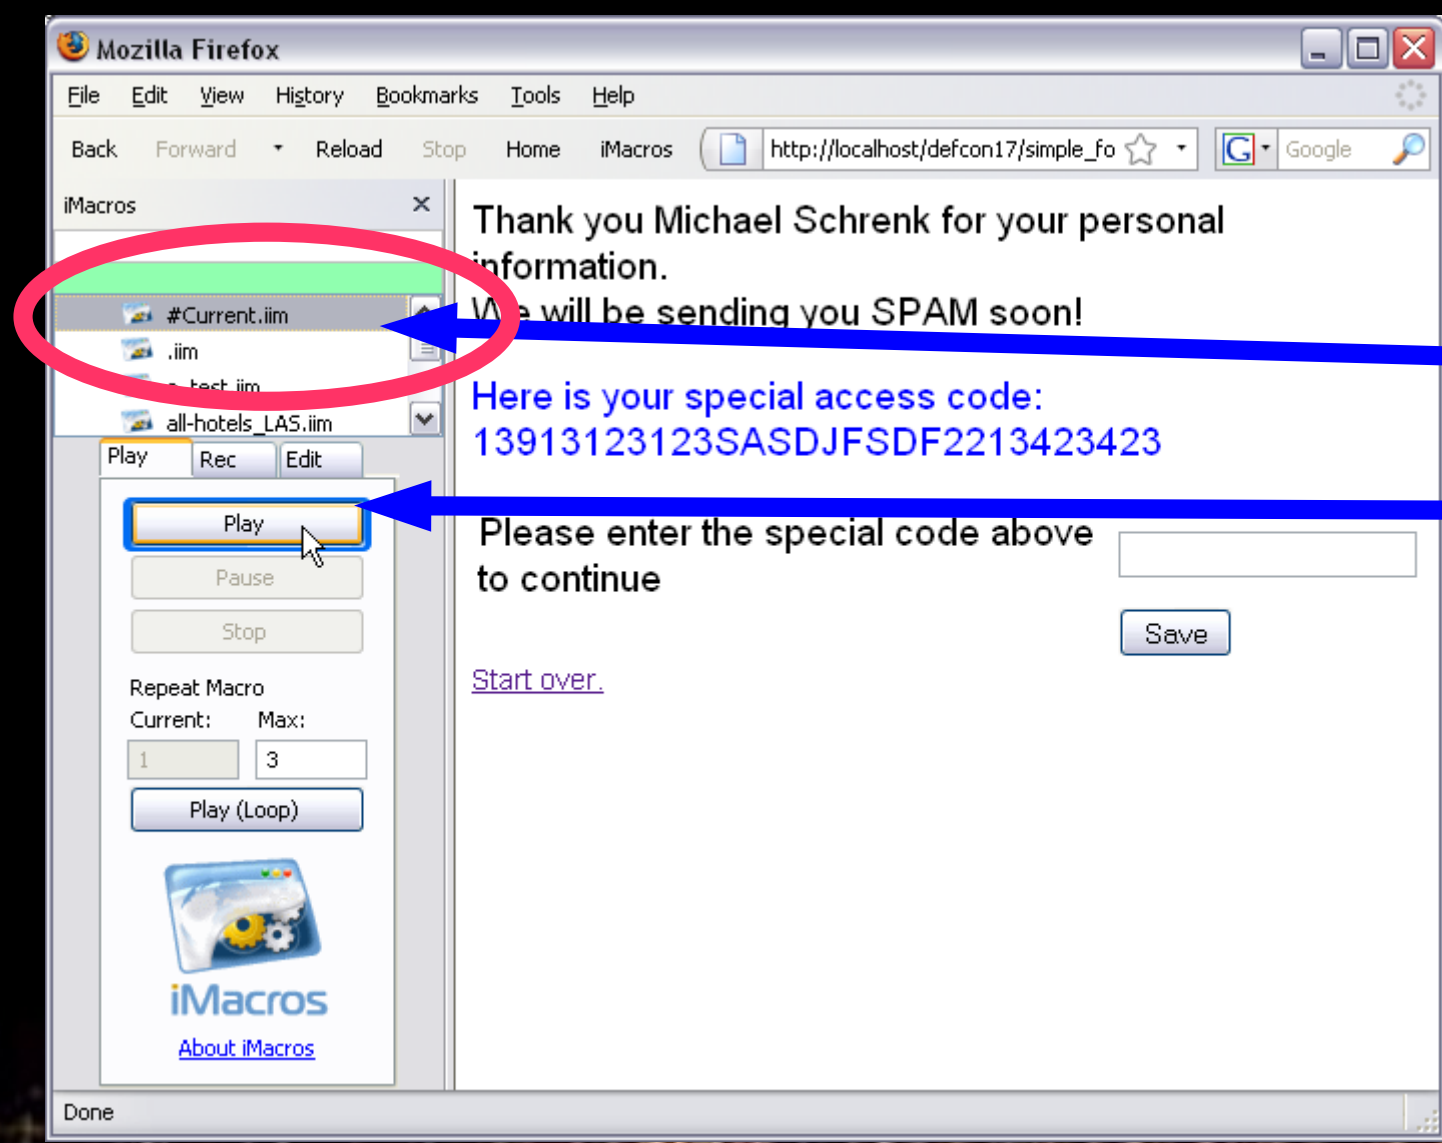 Mozilla Firefox
File Edit View History Bookmarks Tools Help
Back Forward Reload Stop Home iMacros http://localhost/defcon17/simple_fo G Google
iMacros
#Current.iim
.iim
test.iim
all-hotels_LAS.iim
Play Rec Edit
Play
Pause
Stop
Repeat Macro
Current: Max:
1 3
Play (Loop)
iMacros
About iMacros
Thank you Michael Schrenk for your personal
information.
We will be sending you SPAM soon!
Here is your special access code:
13913123123SASDJFSDF2213423423
Please enter the special code above
to continue
Save
Start over.
Done